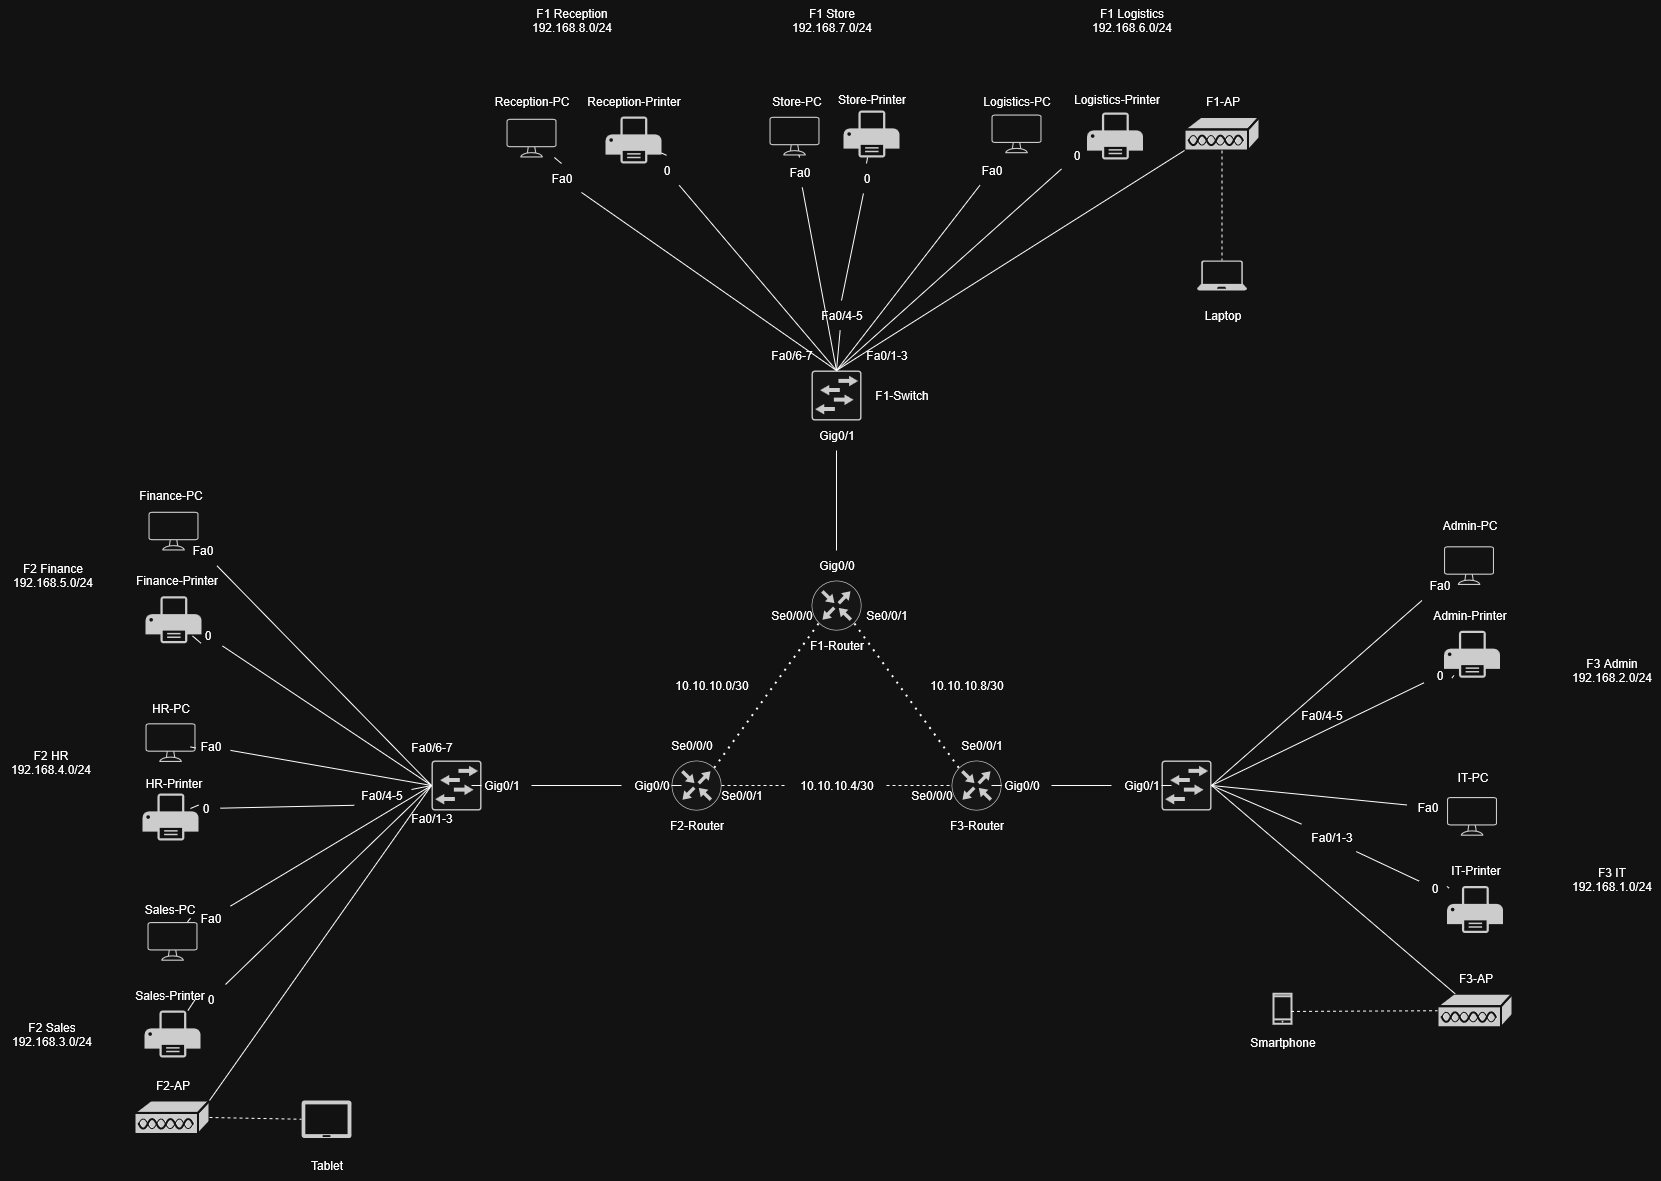 F1 Reception
192.168.8.0/24
F1 Store
192.168.7.0/24
F1 Logistics
192.168.6.0/24
Reception-PC
Reception-Printer
Store-PC
Store-Printer
Logistics-PC
Logistics-Printer
F1-AP
Fa0
0
Fa0
0
Fa0
0
Laptop
Fa0/4-5
Fa0/6-7
Fa0/1-3
F1-Switch
Gig0/1
Gig0/0
Se0/0/0
Se0/0/1
F1-Router
10.10.10.0/30
10.10.10.8/30
Finance-PC
Fa0
F2 Finance
192.168.5.0/24
Finance-Printer
0
HR-PC
Fa0
F2 HR
192.168.4.0/24
HR-Printer
0
Fa0/6-7
Fa0/4-5
Fa0/1-3
Gig0/1
Sales-PC
Fa0
Sales-Printer
0
F2 Sales
192.168.3.0/24
F2-AP
Tablet
Se0/0/0
Gig0/0
Se0/0/1
F2-Router
10.10.10.4/30
Se0/0/1
Se0/0/0
Gig0/0
F3-Router
Gig0/1
Admin-PC
Fa0
Admin-Printer
0
F3 Admin
192.168.2.0/24
Fa0/4-5
IT-PC
Fa0
Fa0/1-3
IT-Printer
0
F3 IT
192.168.1.0/24
F3-AP
Smartphone